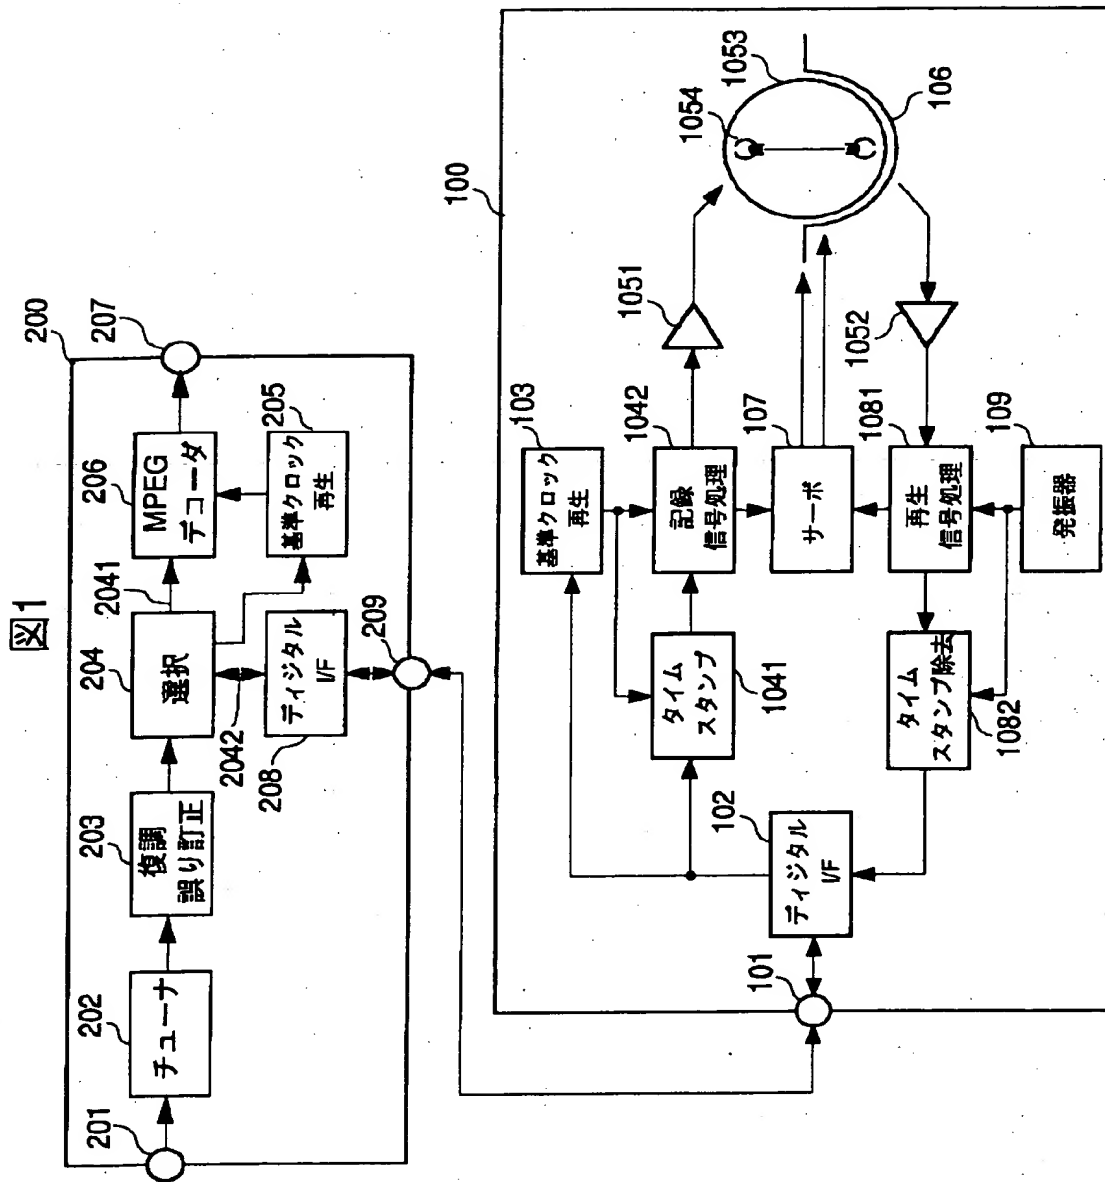 図1
200
201
202
チューナ
203
復調
誤り訂正
204
選択
2041
2042
206
MPEG
デコーダ
205
基準クロック
再生
207
208
ディジタル
I/F
209
100
101
102
ディジタル
I/F
103
基準クロック
再生
1041
タイム
スタンプ
1042
記録
信号処理
1051
1053
1054
106
107
サーボ
1052
1081
再生
信号処理
1082
タイム
スタンプ除去
109
発振器